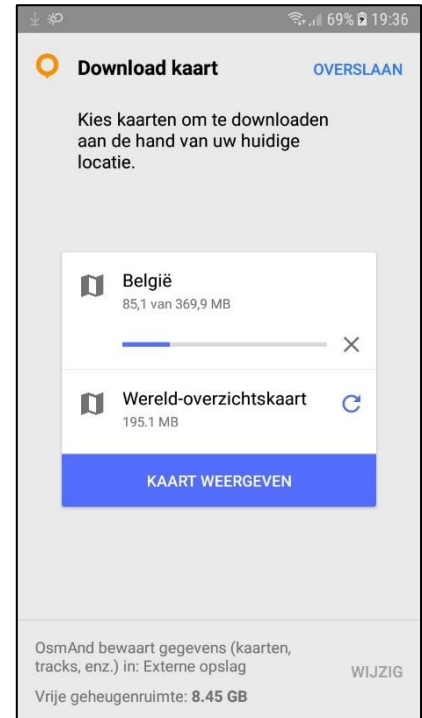 69% 19:36
Download kaart OVERSLAAN
Kies kaarten om te downloaden
aan de hand van uw huidige
locatie.
België
85,1 van 369,9 MB
Wereld-overzichtskaart
195.1 MB
KAART WEERGEVEN
OsmAnd bewaart gegevens (kaarten,
tracks, enz.) in: Externe opslag
WIJZIG
Vrije geheugenruimte: 8.45 GB